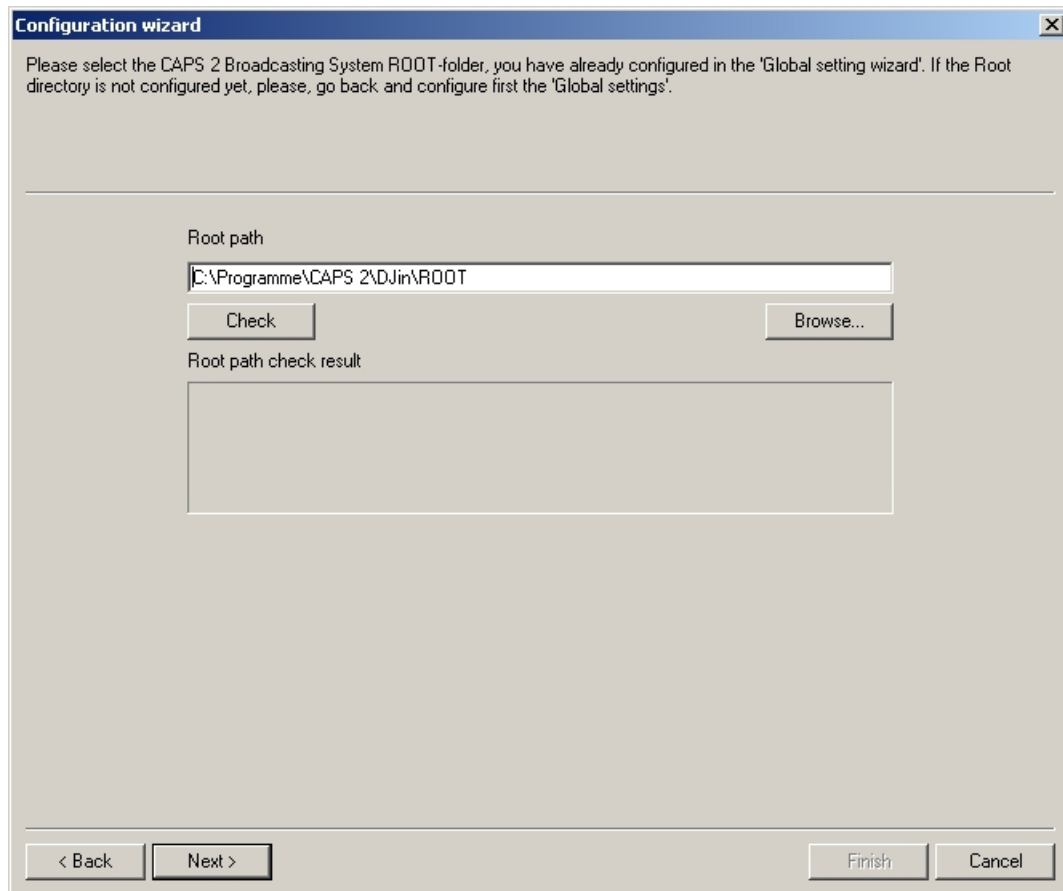 Configuration wizard
Please select the CAPS 2 Broadcasting System ROOT-folder, you have already configured in the 'Global setting wizard'. If the Root
directory is not configured yet, please, go back and configure first the 'Global settings'.
Root path
C:\Programme\CAPS 2\DJin\ROOT
Check
Browse...
Root path check result
< Back
Next >
Finish
Cancel